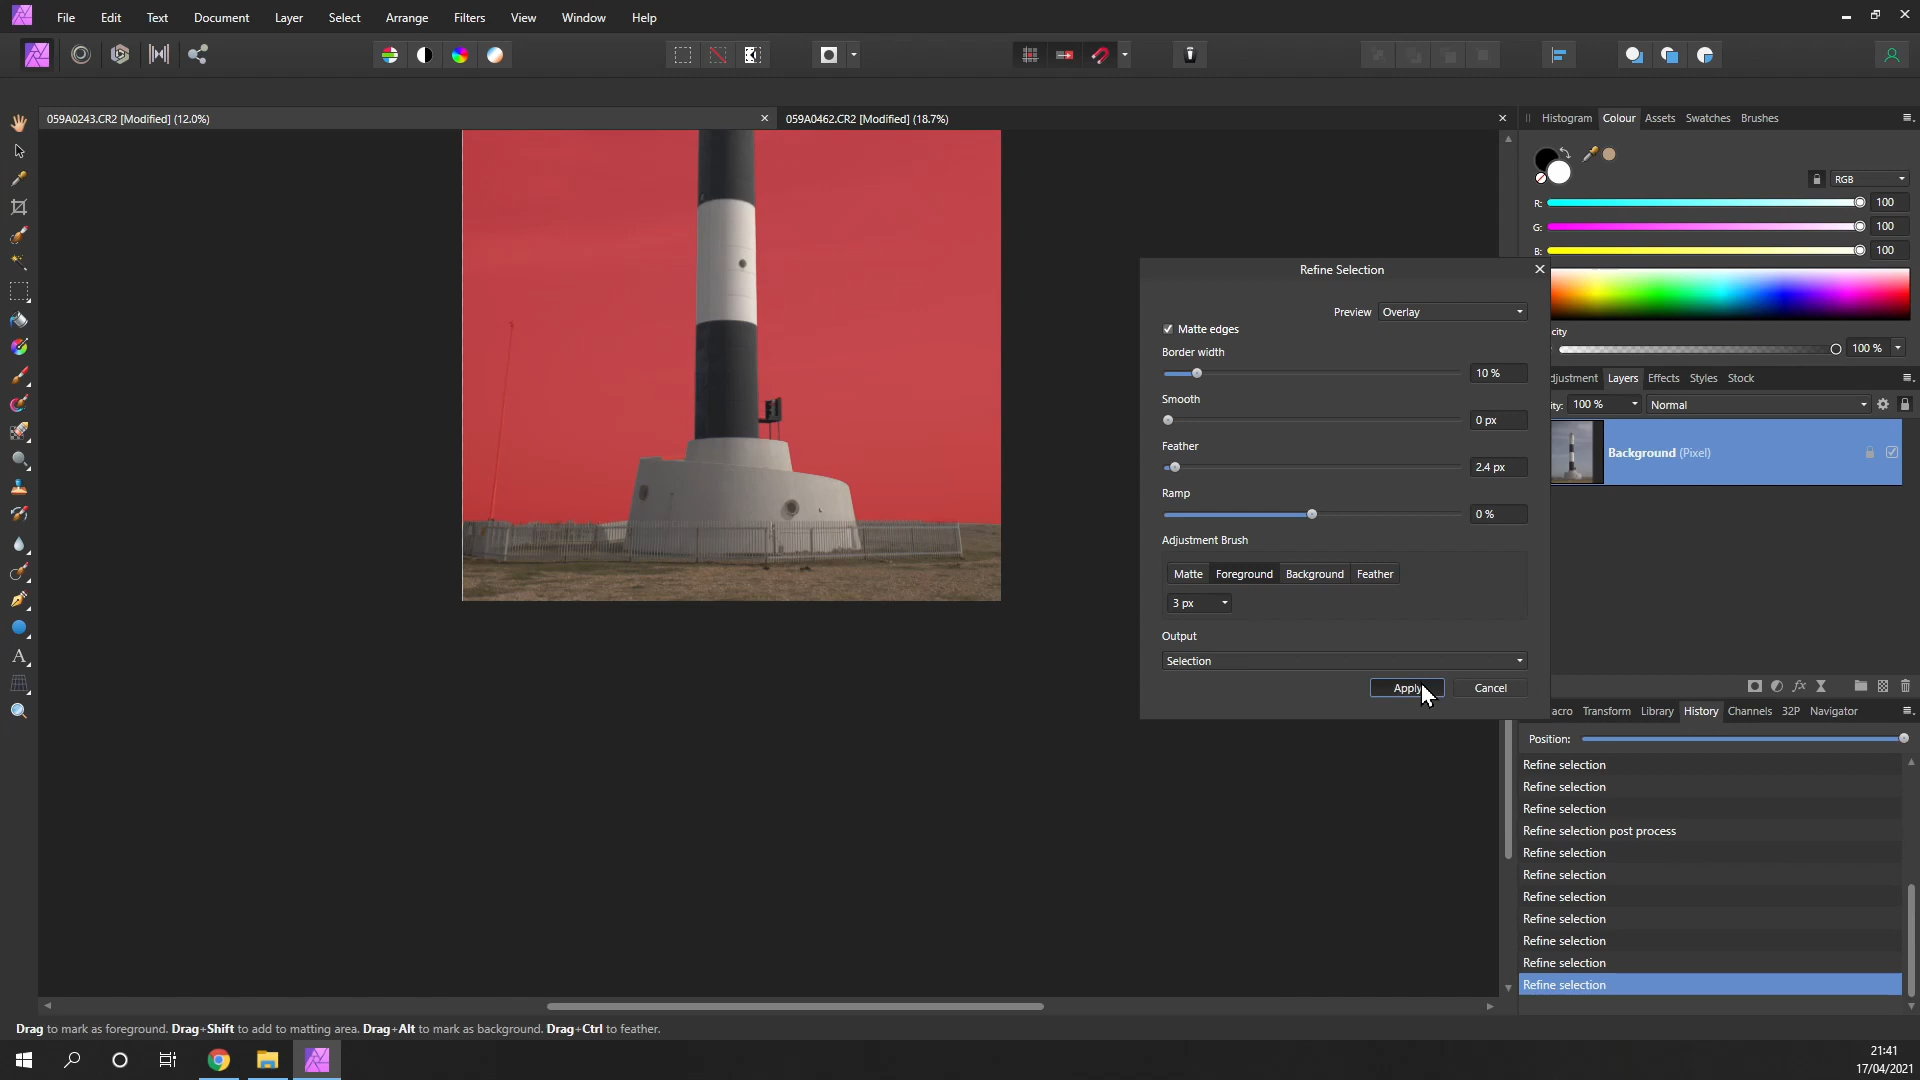 File Edit Text Document Layer Select Arrange Filters View Window Help
059A0243.CR2 [Modified] (12.0%)
059A0462.CR2 [Modified] (18.7%)
Histogram Colour Assets Swatches Brushes
RGB
R: 100
G: 100
B: 100
100 %
Refine Selection
Preview Overlay
Matte edges
Border width
10 %
Smooth
0 px
Feather
2.4 px
Ramp
0 %
Adjustment Brush
Matte Foreground Background Feather
3 px
Output
Selection
Apply Cancel
Layers Effects Styles Stock
100 % Normal
Background (Pixel)
Transform Library History Channels 32P Navigator
Position:
Refine selection
Refine selection
Refine selection
Refine selection post process
Refine selection
Refine selection
Refine selection
Refine selection
Refine selection
Refine selection
Refine selection
Drag to mark as foreground. Drag+Shift to add to matting area. Drag+Alt to mark as background. Drag+Ctrl to feather.
21:41
17/04/2021